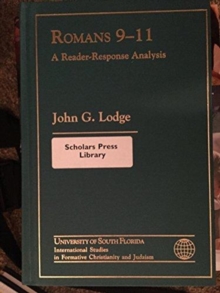 ROMANS 9–11
A Reader-Response Analysis
John G. Lodge
Scholars Press
Library
UNIVERSITY OF SOUTH FLORIDA
International Studies
in Formative Christianity and Judaism